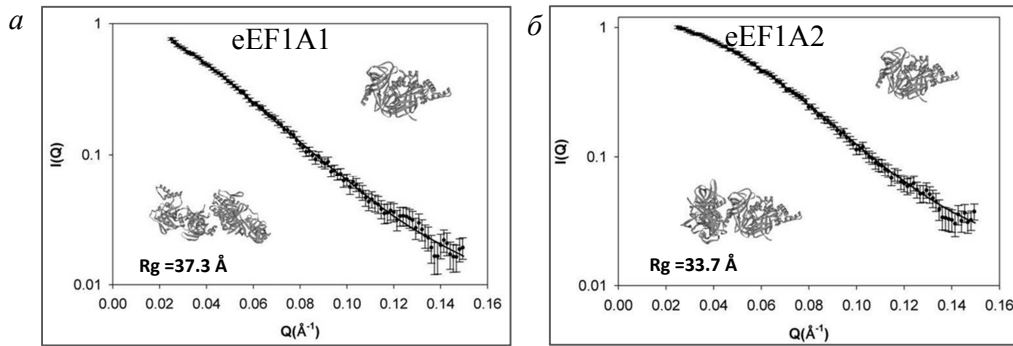 а
eEF1A1
1
0.1
0.01
I(Q)
Rg =37.3 Å
0.00 0.02 0.04 0.06 0.08 0.10 0.12 0.14 0.16
Q(Å⁻¹)
б
eEF1A2
1
0.1
0.01
I(Q)
Rg =33.7 Å
0.00 0.02 0.04 0.06 0.08 0.10 0.12 0.14 0.16
Q(Å⁻¹)